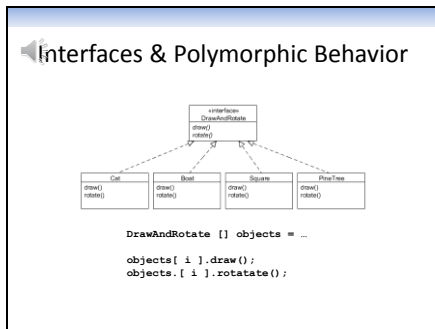 Interfaces & Polymorphic Behavior
«interface»
DrawAndRotate
draw()
rotate()
Cat
draw()
rotate()
Boat
draw()
rotate()
Square
draw()
rotate()
PineTree
draw()
rotate()
DrawAndRotate [] objects = …
objects[ i ].draw();
objects.[ i ].rotatate();